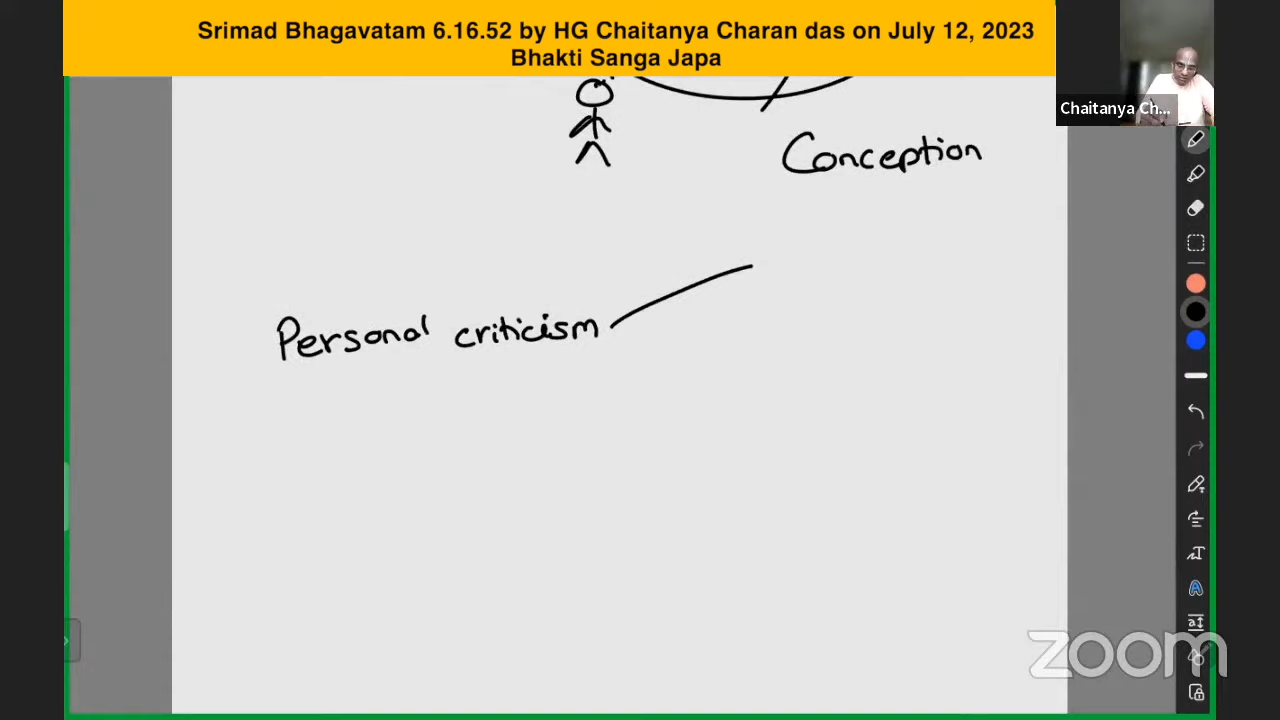 Srimad Bhagavatam 6.16.52 by HG Chaitanya Charan das on July 12, 2023
Bhakti Sanga Japa
Chaitanya Ch...
Conception
Personal criticism
zoom